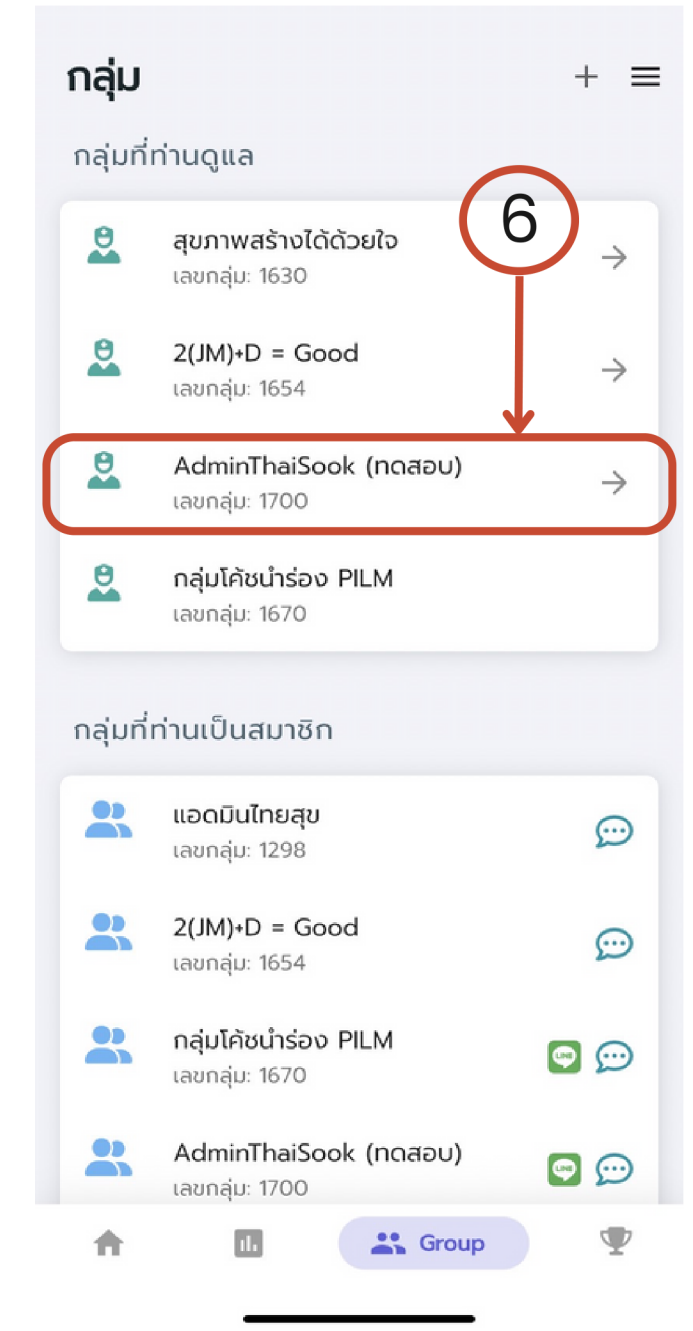 กลุ่ม
กลุ่มที่ท่านดูแล
6
สุขภาพสร้างได้ด้วยใจ
เลขกลุ่ม: 1630
2(JM)+D = Good
เลขกลุ่ม: 1654
AdminThaiSook (ทดสอบ)
เลขกลุ่ม: 1700
กลุ่มโค้ชนำร่อง PILM
เลขกลุ่ม: 1670
กลุ่มที่ท่านเป็นสมาชิก
แอดมินไทยสุข
เลขกลุ่ม: 1298
2(JM)+D = Good
เลขกลุ่ม: 1654
กลุ่มโค้ชนำร่อง PILM
เลขกลุ่ม: 1670
LINE
AdminThaiSook (ทดสอบ)
เลขกลุ่ม: 1700
LINE
Group